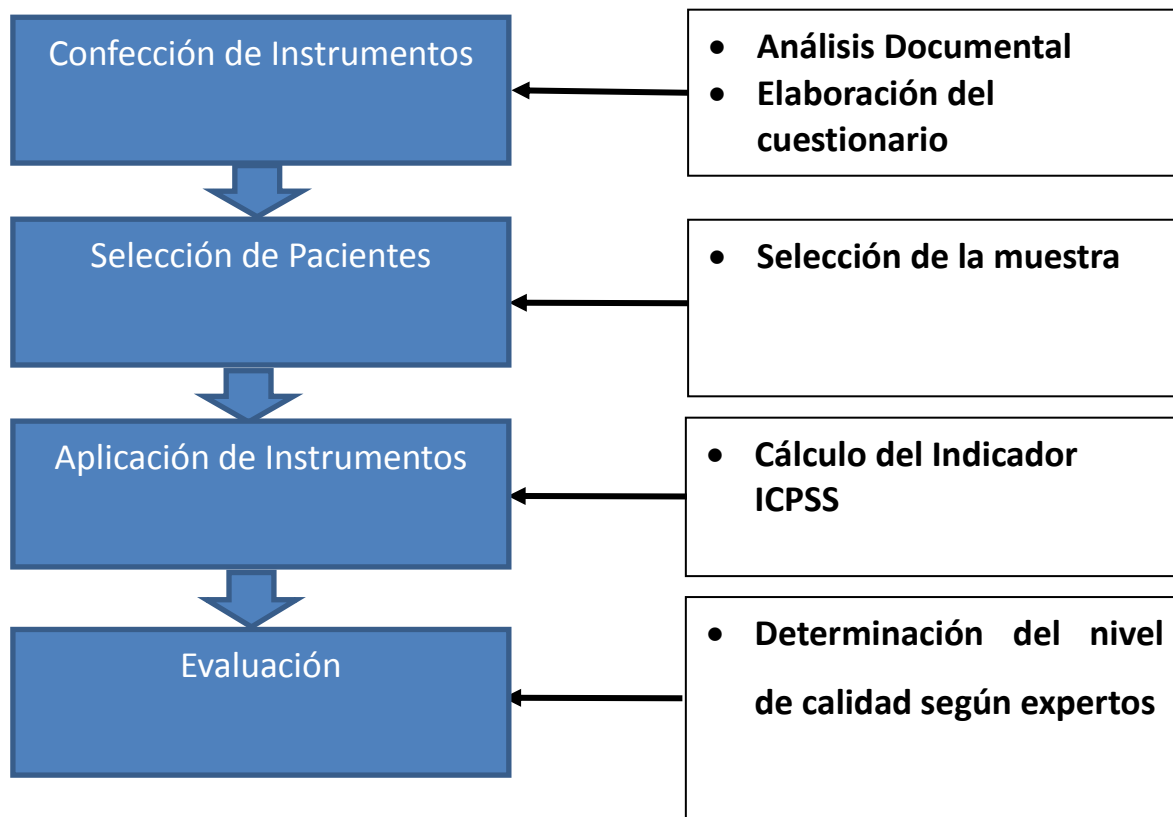 Confección de Instrumentos
• Análisis Documental
• Elaboración del
cuestionario
Selección de Pacientes
• Selección de la muestra
Aplicación de Instrumentos
• Cálculo del Indicador
ICPSS
Evaluación
• Determinación del nivel
de calidad según expertos